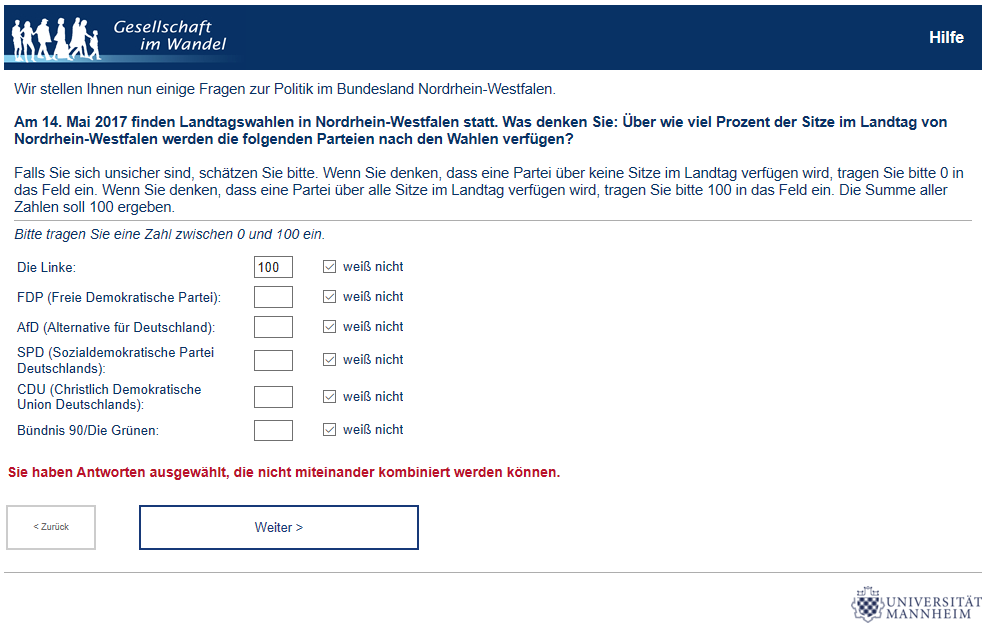 Gesellschaft
im Wandel
Hilfe
Wir stellen Ihnen nun einige Fragen zur Politik im Bundesland Nordrhein-Westfalen.
Am 14. Mai 2017 finden Landtagswahlen in Nordrhein-Westfalen statt. Was denken Sie: Über wie viel Prozent der Sitze im Landtag von
Nordrhein-Westfalen werden die folgenden Parteien nach den Wahlen verfügen?
Falls Sie sich unsicher sind, schätzen Sie bitte. Wenn Sie denken, dass eine Partei über keine Sitze im Landtag verfügen wird, tragen Sie bitte 0 in
das Feld ein. Wenn Sie denken, dass eine Partei über alle Sitze im Landtag verfügen wird, tragen Sie bitte 100 in das Feld ein. Die Summe aller
Zahlen soll 100 ergeben.
Bitte tragen Sie eine Zahl zwischen 0 und 100 ein.
Die Linke: 100 weiß nicht
FDP (Freie Demokratische Partei): weiß nicht
AfD (Alternative für Deutschland): weiß nicht
SPD (Sozialdemokratische Partei
Deutschlands): weiß nicht
CDU (Christlich Demokratische
Union Deutschlands): weiß nicht
Bündnis 90/Die Grünen: weiß nicht
Sie haben Antworten ausgewählt, die nicht miteinander kombiniert werden können.
< Zurück
Weiter >
UNIVERSITÄT
MANNHEIM